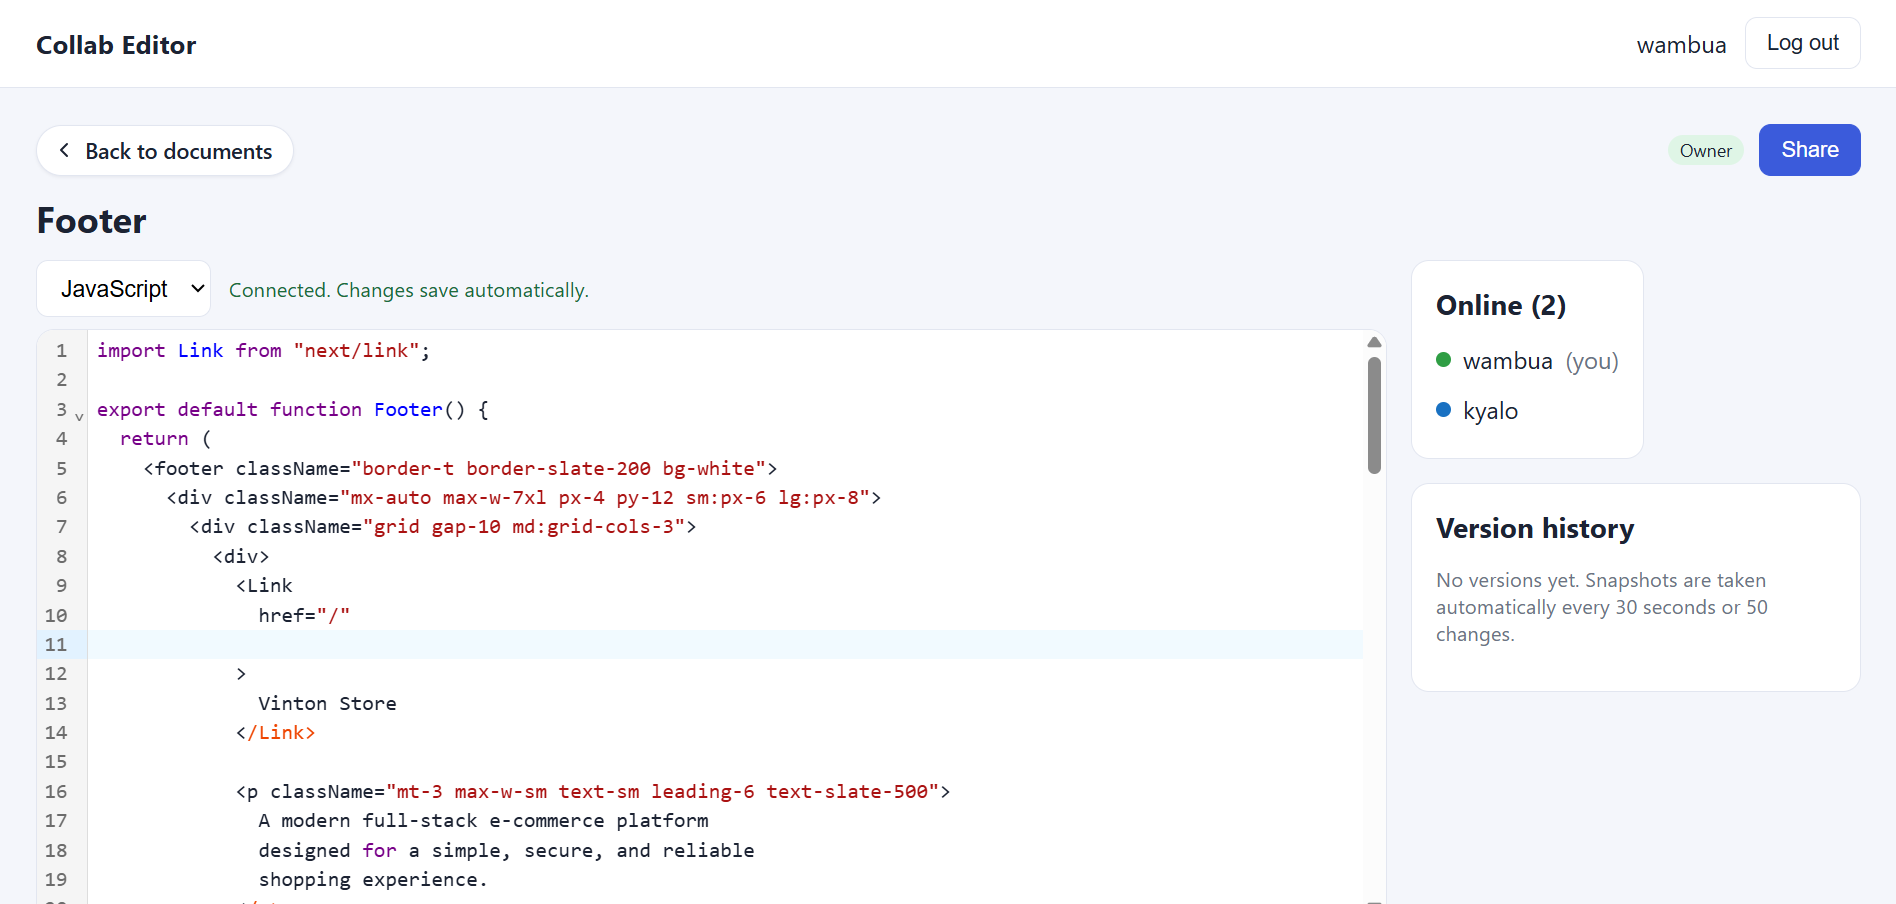 Collab Editor
wambua
Log out
Back to documents
Owner
Share
Footer
JavaScript
Connected. Changes save automatically.
1 import Link from "next/link";
2
3 export default function Footer() {
4   return (
5     <footer className="border-t border-slate-200 bg-white">
6       <div className="mx-auto max-w-7xl px-4 py-12 sm:px-6 lg:px-8">
7         <div className="grid gap-10 md:grid-cols-3">
8           <div>
9             <Link
10               href="/"
11
12             >
13               Vinton Store
14             </Link>
15
16             <p className="mt-3 max-w-sm text-sm leading-6 text-slate-500">
17               A modern full-stack e-commerce platform
18               designed for a simple, secure, and reliable
19               shopping experience.
Online (2)
wambua (you)
kyalo
Version history
No versions yet. Snapshots are taken
automatically every 30 seconds or 50
changes.